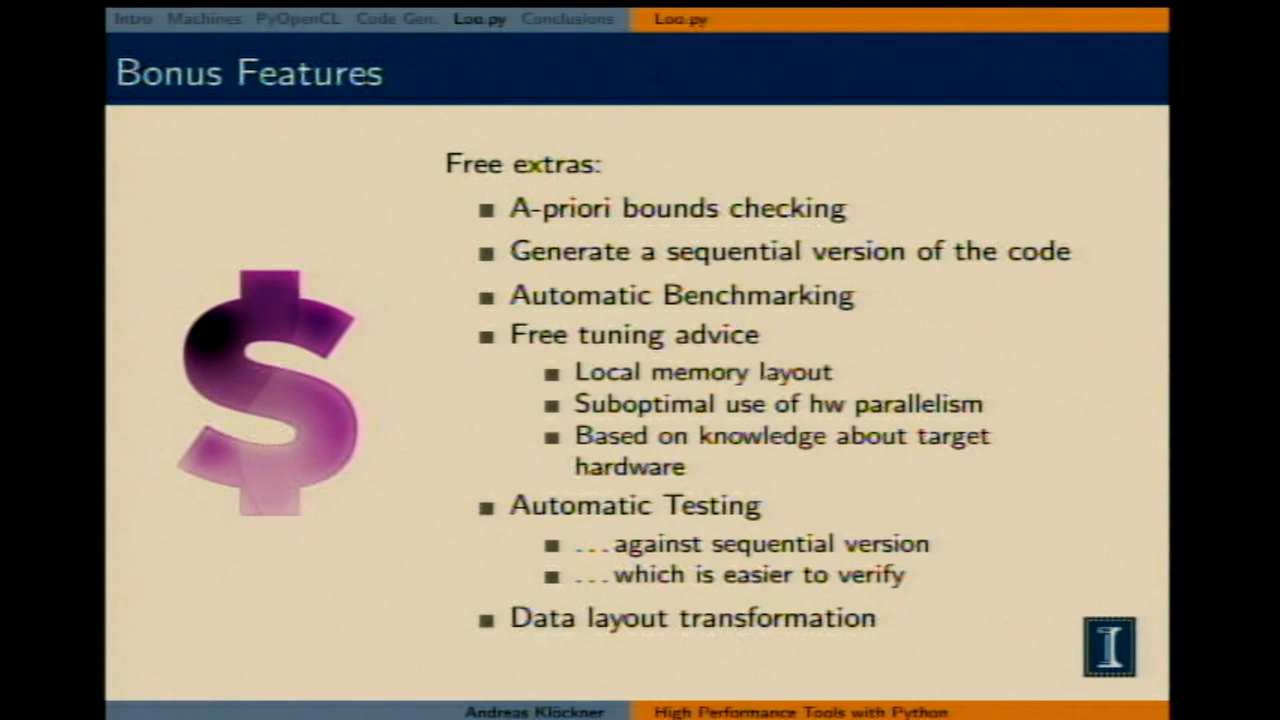 Intro Machines PyOpenCL Code Gen. Loo.py Conclusions Loo.py
Bonus Features
Free extras:
A-priori bounds checking
Generate a sequential version of the code
Automatic Benchmarking
Free tuning advice
Local memory layout
Suboptimal use of hw parallelism
Based on knowledge about target
hardware
Automatic Testing
...against sequential version
...which is easier to verify
Data layout transformation
I
Andreas Klöckner High Performance Tools with Python